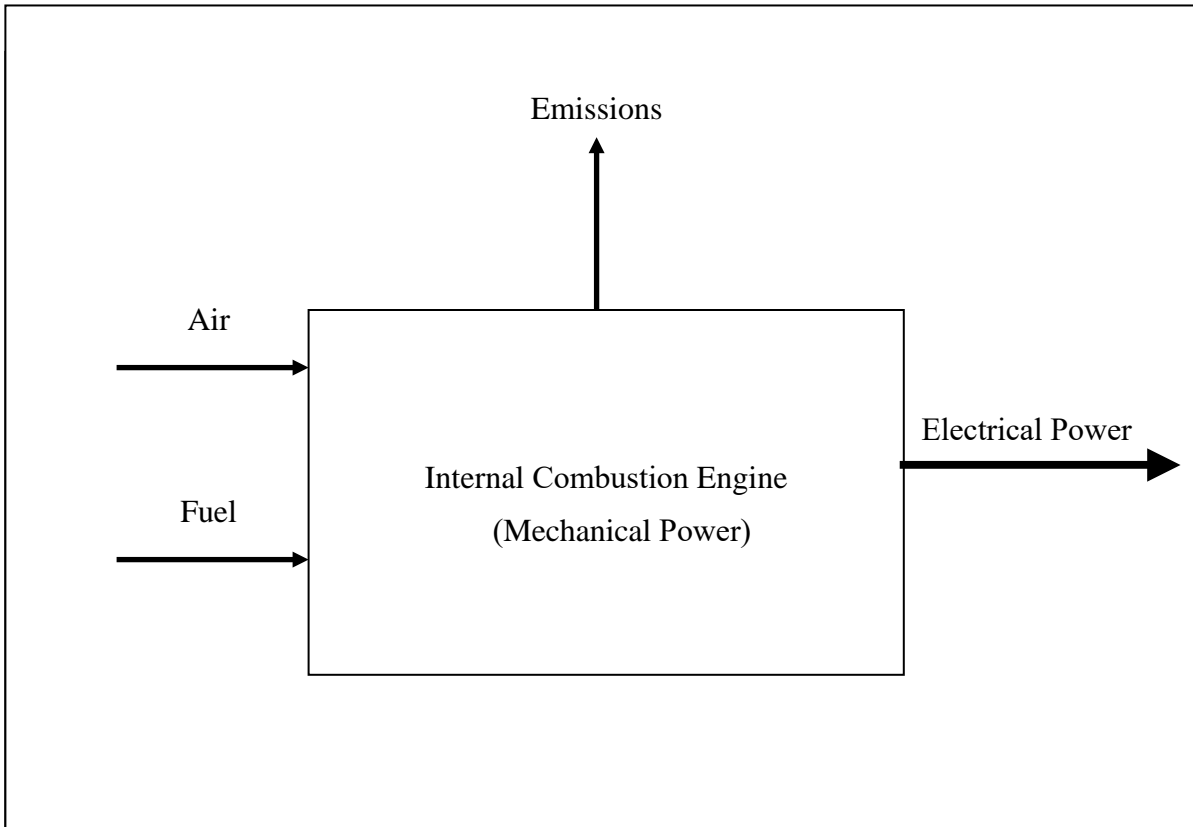 Emissions
Air
Electrical Power
Internal Combustion Engine
Fuel
(Mechanical Power)